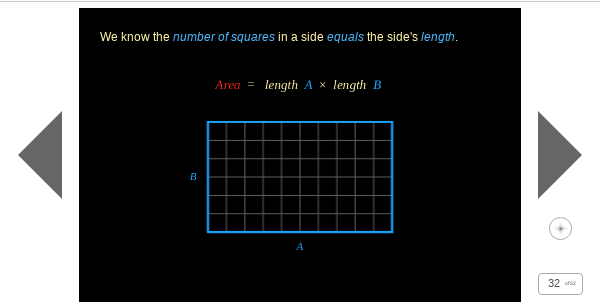 We know the number of squares in a side equals the side's length.
Area = length A × length B
B
A
32 of 52